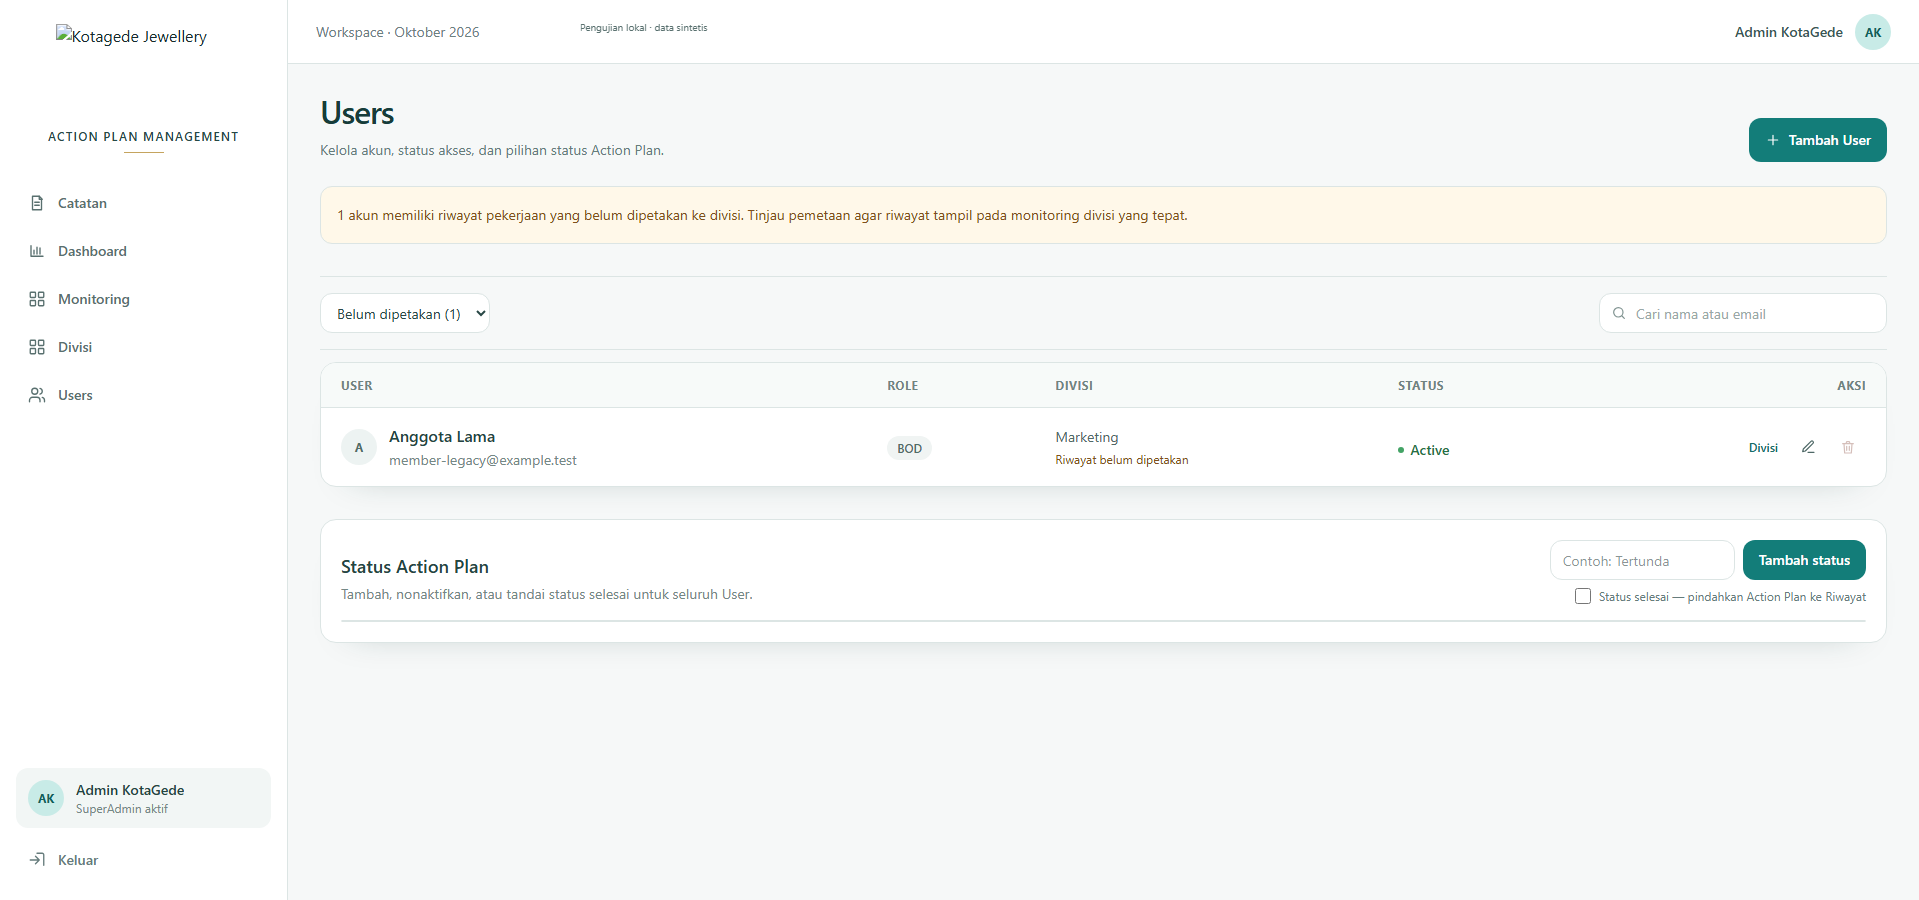 Kotagede Jewellery
ACTION PLAN MANAGEMENT
Catatan
Dashboard
Monitoring
Divisi
Users
AK
Admin KotaGede
SuperAdmin aktif
Keluar
Workspace · Oktober 2026
Pengujian lokal · data sintetis
Admin KotaGede
AK
Users
Kelola akun, status akses, dan pilihan status Action Plan.
+ Tambah User
1 akun memiliki riwayat pekerjaan yang belum dipetakan ke divisi. Tinjau pemetaan agar riwayat tampil pada monitoring divisi yang tepat.
Belum dipetakan (1)
Cari nama atau email
USER ROLE DIVISI STATUS AKSI
A
Anggota Lama
member-legacy@example.test
BOD
Marketing
Riwayat belum dipetakan
Active
Divisi
Status Action Plan
Tambah, nonaktifkan, atau tandai status selesai untuk seluruh User.
Contoh: Tertunda
Tambah status
Status selesai — pindahkan Action Plan ke Riwayat